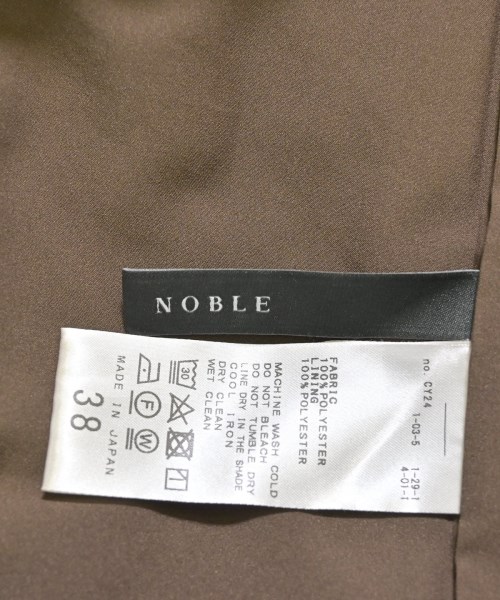 NOBLE
no. CY24
1-03-5
1-29-1
4-01-1
FABRIC
100%POLYESTER
LINING
100%POLYESTER
MACHINE WASH COLD
DO NOT BLEACH
DO NOT TUMBLE DRY
LINE DRY IN THE SHADE
COOL IRON
DRY CLEAN
WET CLEAN
30
F
W
MADE IN JAPAN
38